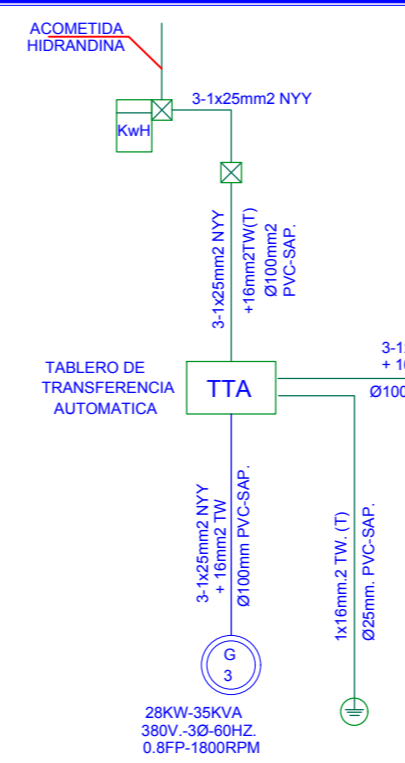 ACOMETIDA
HIDRANDINA
3-1x25mm2 NYY
KwH
3-1x25mm2 NYY
+16mm2TW(T)
Ø100mm2
PVC-SAP.
TABLERO DE
TRANSFERENCIA
AUTOMATICA
TTA
3-1
+ 1
Ø100
3-1x25mm2 NYY
+ 16mm2 TW
Ø100mm PVC-SAP.
1x16mm.2 TW. (T)
Ø25mm. PVC-SAP.
G
3
28KW-35KVA
380V.-3Ø-60HZ.
0.8FP-1800RPM